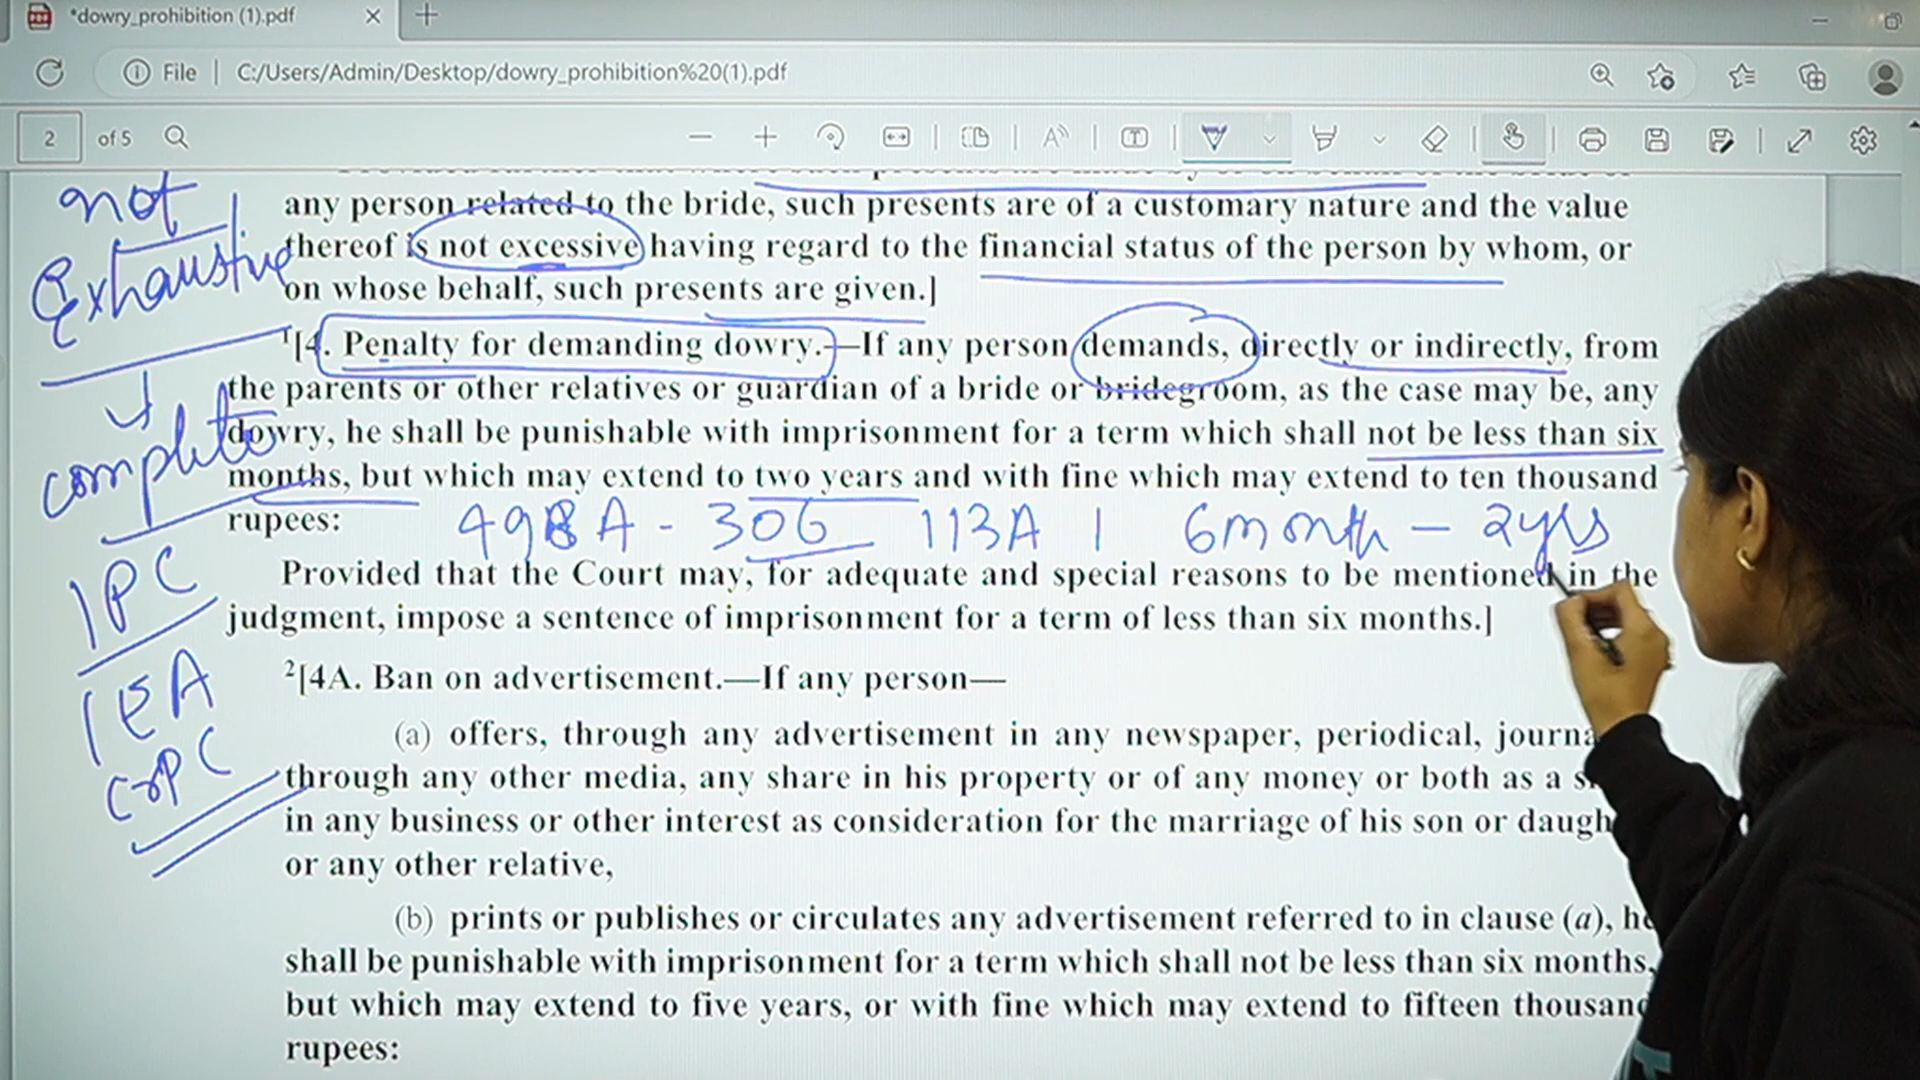 *dowry_prohibition (1).pdf
File | C:/Users/Admin/Desktop/dowry_prohibition%20(1).pdf
2 of 5
any person related to the bride, such presents are of a customary nature and the value
thereof is not excessive having regard to the financial status of the person by whom, or
on whose behalf, such presents are given.]
1[4. Penalty for demanding dowry.—If any person demands, directly or indirectly, from
the parents or other relatives or guardian of a bride or bridegroom, as the case may be, any
dowry, he shall be punishable with imprisonment for a term which shall not be less than six
months, but which may extend to two years and with fine which may extend to ten thousand
rupees:
498A - 306 113A | 6month - 2yrs
Provided that the Court may, for adequate and special reasons to be mentioned in the
judgment, impose a sentence of imprisonment for a term of less than six months.]
2[4A. Ban on advertisement.—If any person—
(a) offers, through any advertisement in any newspaper, periodical, journa
through any other media, any share in his property or of any money or both as a s
in any business or other interest as consideration for the marriage of his son or daugh
or any other relative,
(b) prints or publishes or circulates any advertisement referred to in clause (a), he
shall be punishable with imprisonment for a term which shall not be less than six months,
but which may extend to five years, or with fine which may extend to fifteen thousand
rupees:
not
Exhaustive
complete
IPC
IEA
CrPC